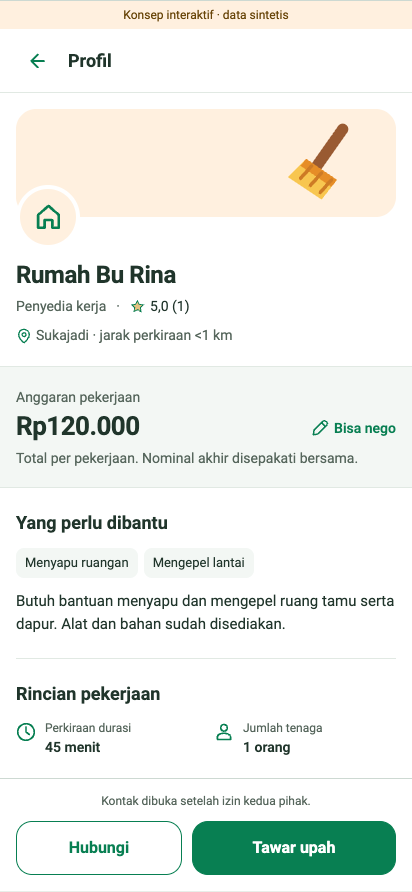 Konsep interaktif · data sintetis
Profil
Rumah Bu Rina
Penyedia kerja · 5,0 (1)
Sukajadi · jarak perkiraan <1 km
Anggaran pekerjaan
Rp120.000
Bisa nego
Total per pekerjaan. Nominal akhir disepakati bersama.
Yang perlu dibantu
Menyapu ruangan Mengepel lantai
Butuh bantuan menyapu dan mengepel ruang tamu serta
dapur. Alat dan bahan sudah disediakan.
Rincian pekerjaan
Perkiraan durasi
45 menit
Jumlah tenaga
1 orang
Kontak dibuka setelah izin kedua pihak.
Hubungi Tawar upah